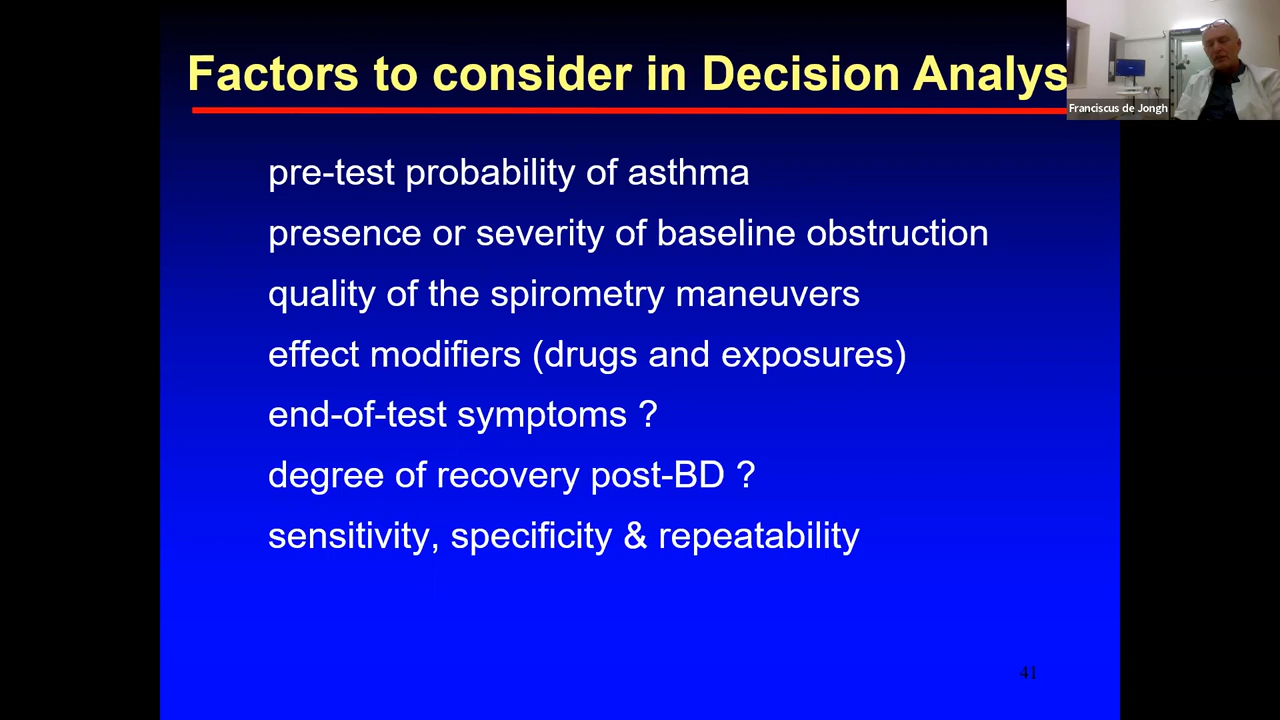 Factors to consider in Decision Analys
Franciscus de Jongh
pre-test probability of asthma
presence or severity of baseline obstruction
quality of the spirometry maneuvers
effect modifiers (drugs and exposures)
end-of-test symptoms ?
degree of recovery post-BD ?
sensitivity, specificity & repeatability
41